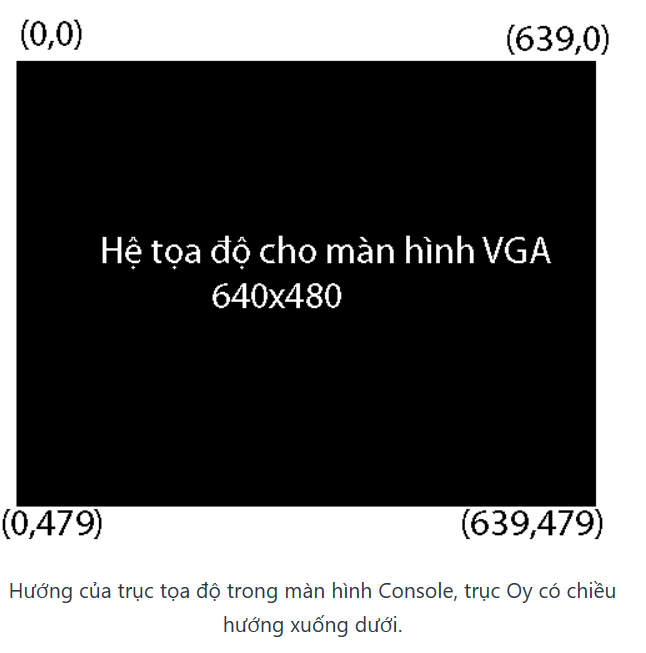 (0,0)
(639,0)
Hệ tọa độ cho màn hình VGA
640x480
(0,479)
(639,479)
Hướng của trục tọa độ trong màn hình Console, trục Oy có chiều
hướng xuống dưới.